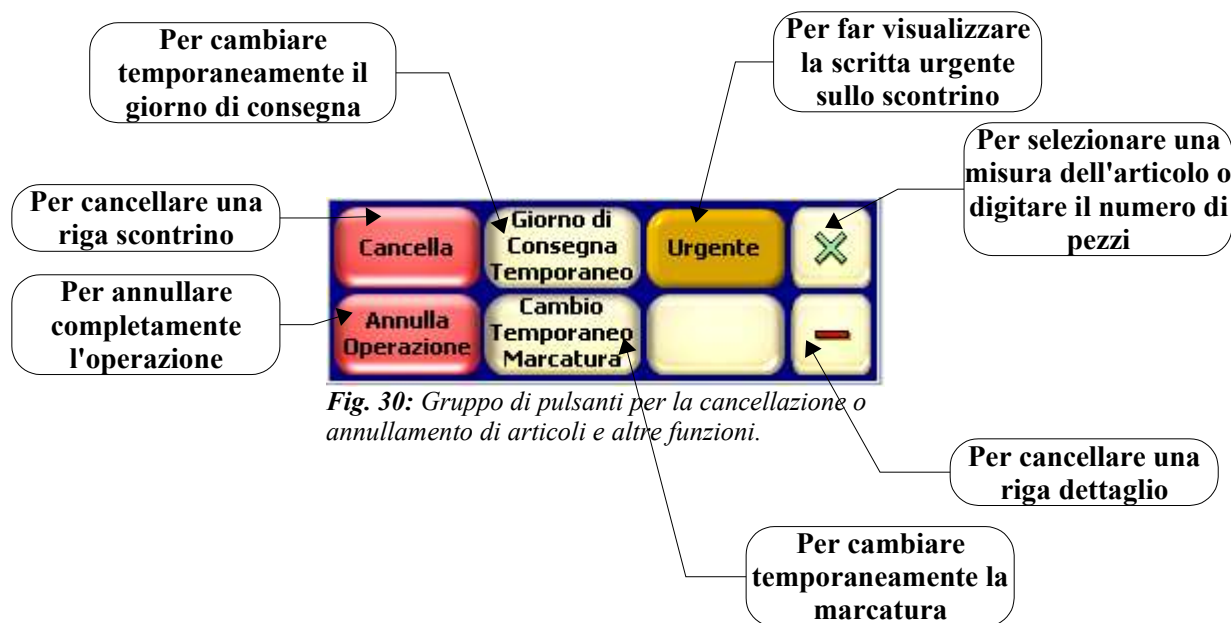 Per cambiare
temporaneamente il
giorno di consegna
Per far visualizzare
la scritta urgente
sullo scontrino
Per selezionare una
misura dell'articolo o
digitare il numero di
pezzi
Per cancellare una
riga scontrino
Per annullare
completamente
l'operazione
Cancella
Giorno di
Consegna
Temporaneo
Urgente
Annulla
Operazione
Cambio
Temporaneo
Marcatura
Fig. 30: Gruppo di pulsanti per la cancellazione o
annullamento di articoli e altre funzioni.
Per cancellare una
riga dettaglio
Per cambiare
temporaneamente la
marcatura